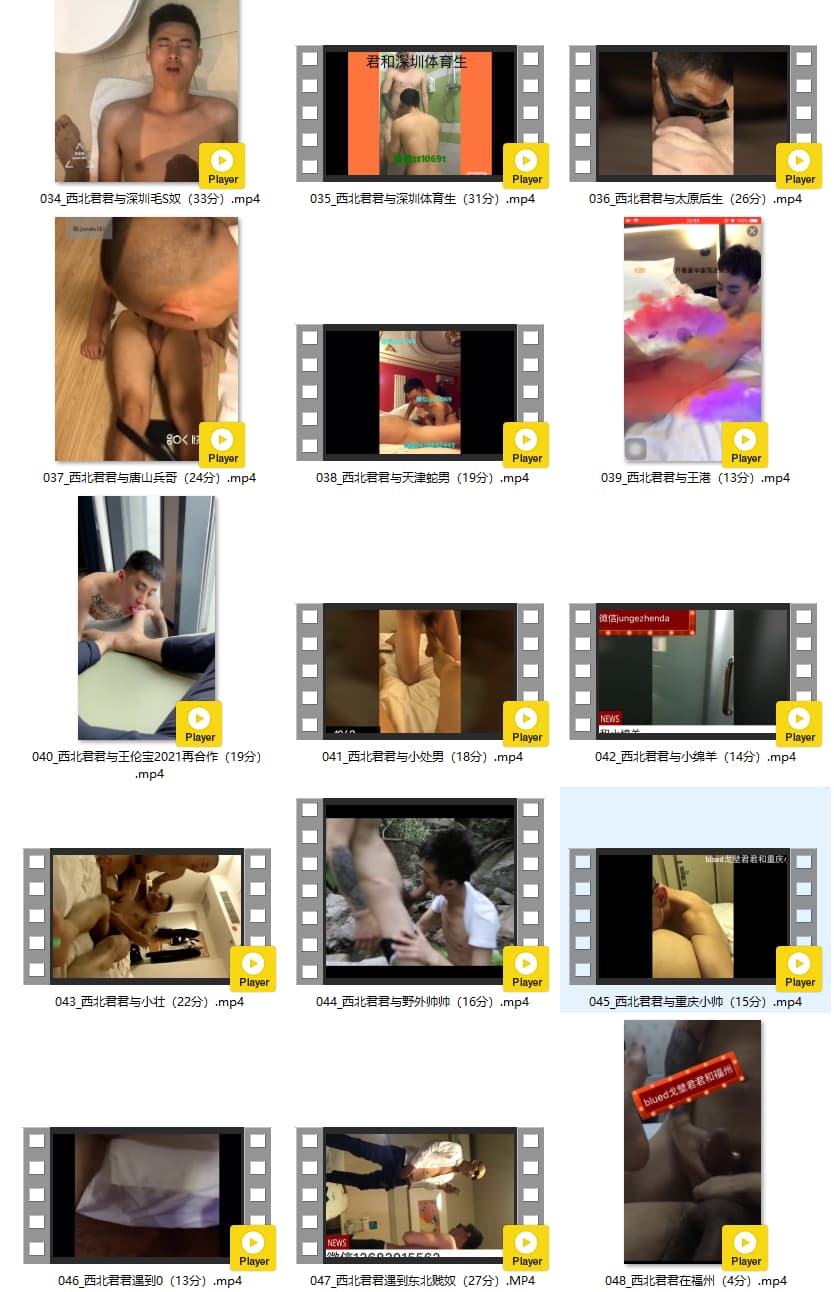 Player
Player
Player
034_西北君君与深圳毛S奴（33分）.mp4
君和深圳体育生
035_西北君君与深圳体育生（31分）.mp4
036_西北君君与太原后生（26分）.mp4
Player
Player
Player
037_西北君君与唐山兵哥（24分）.mp4
038_西北君君与天津蛇男（19分）.mp4
039_西北君君与王港（13分）.mp4
Player
Player
微信jungezhenda
NEWS
Player
040_西北君君与王伦宝2021再合作（19分）
.mp4
041_西北君君与小处男（18分）.mp4
042_西北君君与小绵羊（14分）.mp4
Player
Player
blued戈壁君君和重庆小
Player
043_西北君君与小壮（22分）.mp4
044_西北君君与野外帅帅（16分）.mp4
045_西北君君与重庆小帅（15分）.mp4
blued戈壁君君和福州
Player
NEWS
Player
Player
046_西北君君遇到0（13分）.mp4
047_西北君君遇到东北贱奴（27分）.MP4
048_西北君君在福州（4分）.mp4